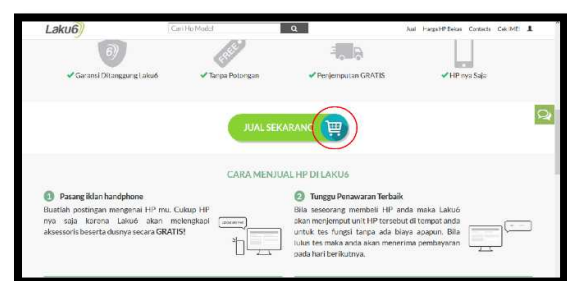 Laku6
Cari Hp/Model
Jual Harga HP Bekas Contacts Cek IMEI
6
FREE
Garansi Ditanggung Laku6 Tanpa Potongan Penjemputan GRATIS HP nya Saja
JUAL SEKARANG
CARA MENJUAL HP DI LAKU6
1 Pasang iklan handphone
Buatlah postingan mengenai HP mu. Cukup HP
nya saja karena Laku6 akan melengkapi
aksessoris beserta dusnya secara GRATIS!
2 Tunggu Penawaran Terbaik
Bila seseorang membeli HP anda maka Laku6
akan menjemput unit HP tersebut di tempat anda
untuk tes fungsi tanpa ada biaya apapun. Bila
lulus tes maka anda akan menerima pembayaran
pada hari berikutnya.